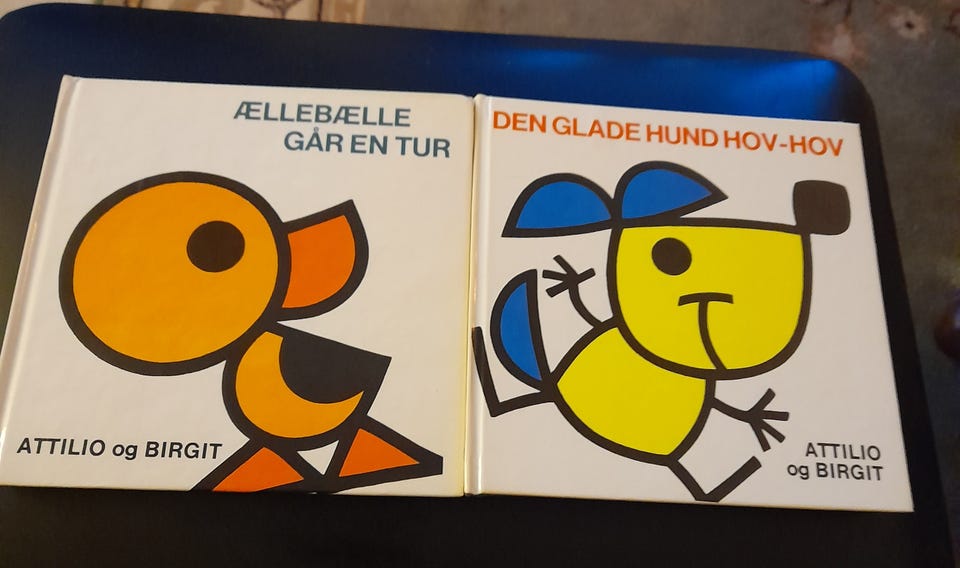 ÆLLEBÆLLE
GÅR EN TUR
ATTILIO og BIRGIT
DEN GLADE HUND HOV-HOV
ATTILIO
og BIRGIT